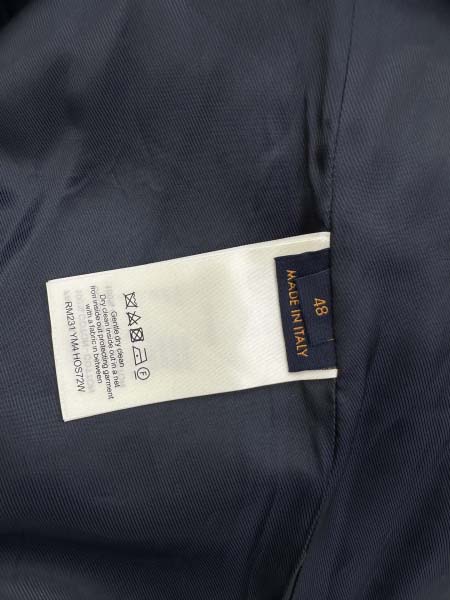 48
MADE IN ITALY
Gentle dry clean
Dry clean inside out in a net
Iron inside out protecting garment
with a fabric in between
RM231 YM4 HOS72W